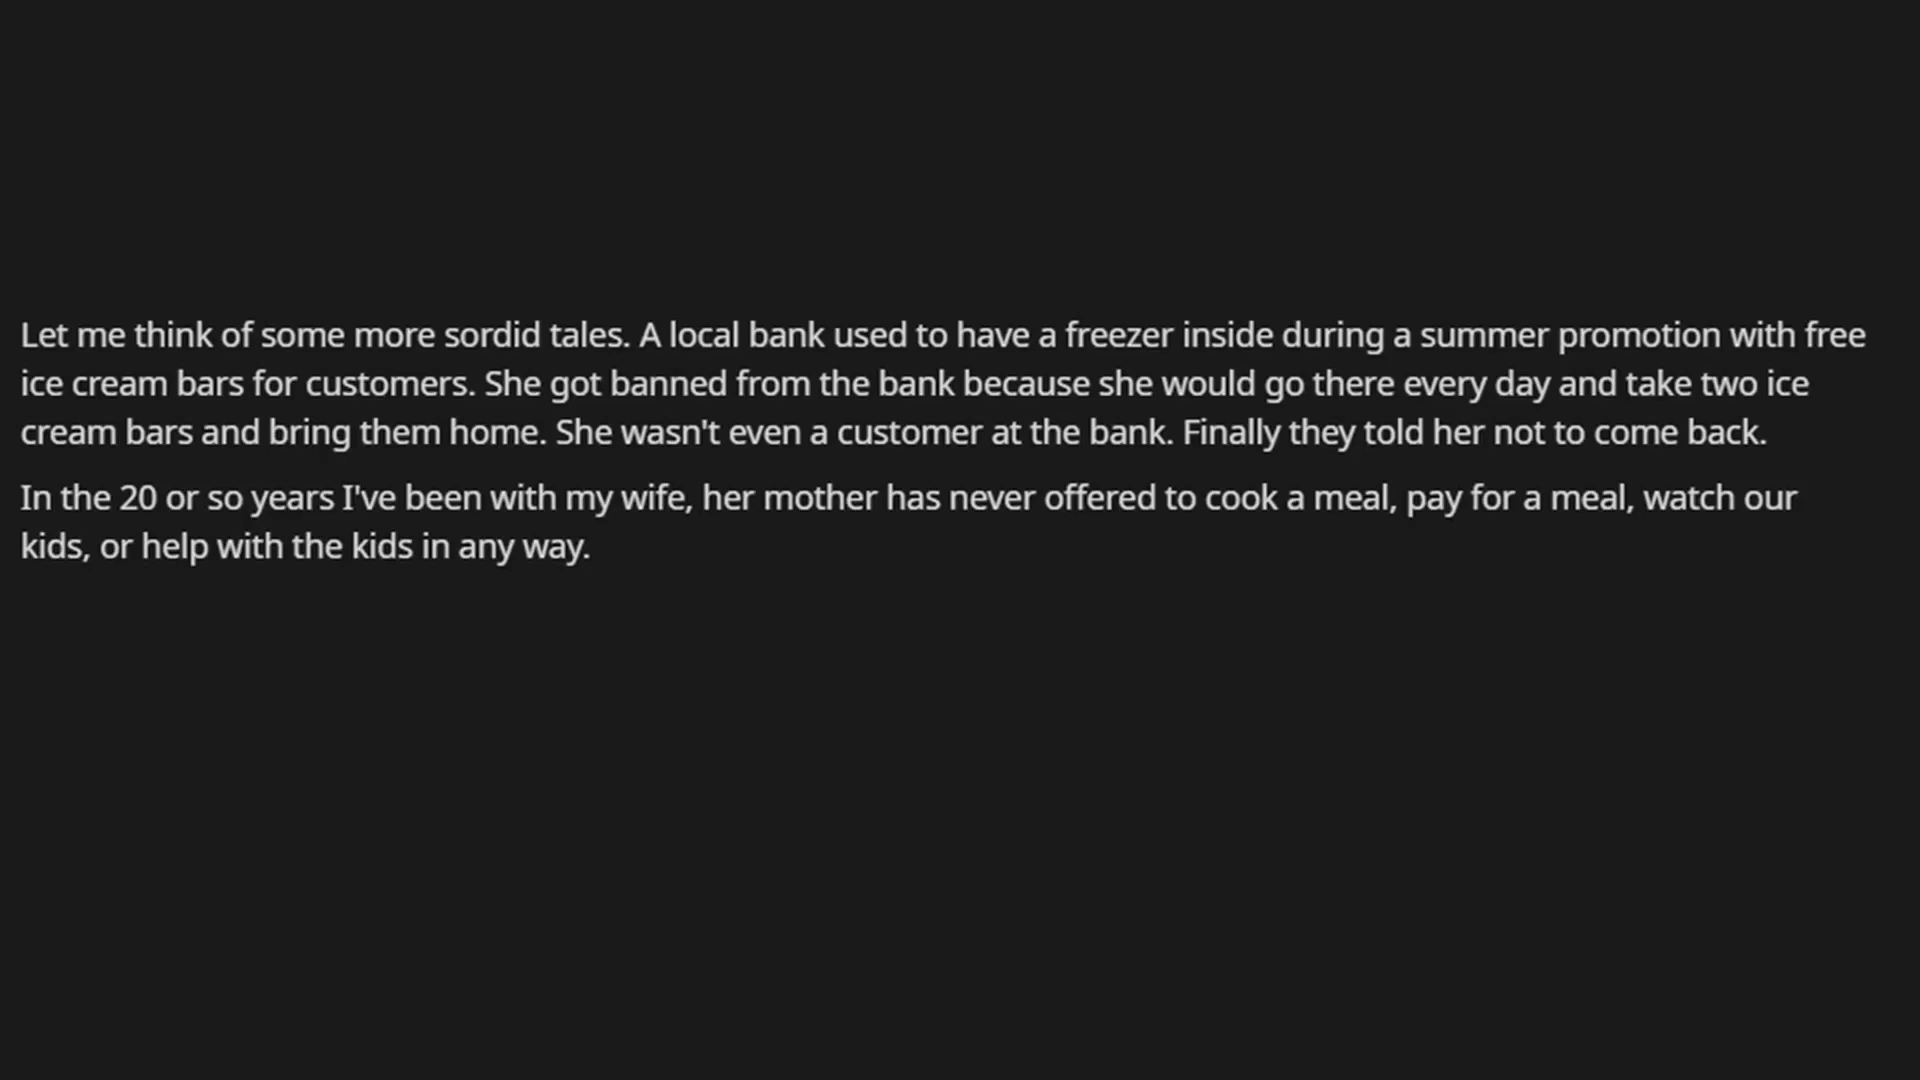 Let me think of some more sordid tales. A local bank used to have a freezer inside during a summer promotion with free
ice cream bars for customers. She got banned from the bank because she would go there every day and take two ice
cream bars and bring them home. She wasn't even a customer at the bank. Finally they told her not to come back.
In the 20 or so years I've been with my wife, her mother has never offered to cook a meal, pay for a meal, watch our
kids, or help with the kids in any way.